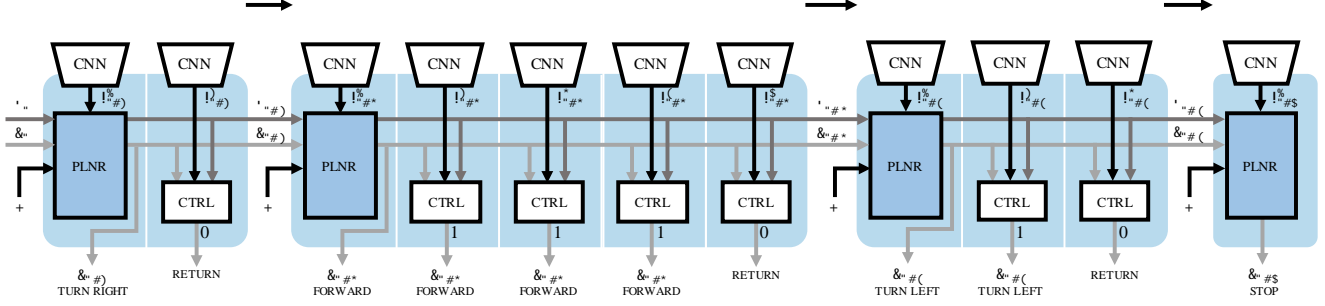 CNN CNN CNN CNN CNN CNN CNN CNN CNN CNN CNN
!%"#) !)"#) !%"#* !)"#* !*"#* !("#* !$"#* !%"#( !)"#( !*"#( !%"#$
'" '"#) '"#* '"#(
&" &"#) &"#* &"#(
PLNR PLNR PLNR PLNR
CTRL CTRL CTRL CTRL CTRL CTRL CTRL
+ + + +
0 1 1 1 0 1 0
&"#) RETURN &"#* &"#* &"#* &"#* RETURN &"#( &"#( RETURN &"#$
TURN RIGHT FORWARD FORWARD FORWARD FORWARD TURN LEFT TURN LEFT STOP